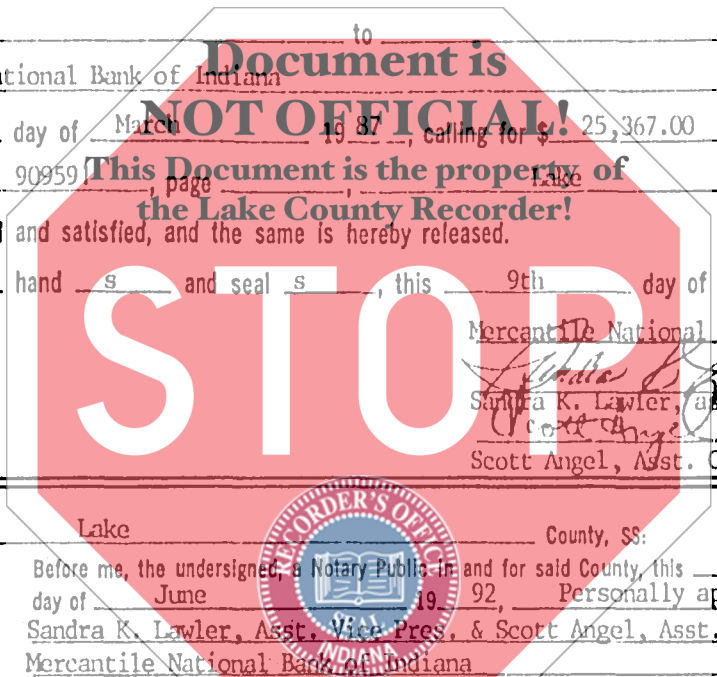 to
Document is
tional Bank of Indiana
NOT OFFICIAL!
day of March 19 87, calling for $ 25,367.00
This Document is the property of
90959, page, Lake
the Lake County Recorder!
and satisfied, and the same is hereby released.
hand s and seal s, this 9th day of
STOP
Mercantile National
Sandra K. Lawler,
Scott Angel
Scott Angel, Asst.
Lake County, SS:
RECORDER'S OFFICE
Before me, the undersigned, a Notary Public in and for said County, this
day of June 19 92, Personally ap
SEAL
Sandra K. Lawler, Asst. Vice Pres. & Scott Angel, Asst.
INDIANA
Mercantile National Bank of Indiana